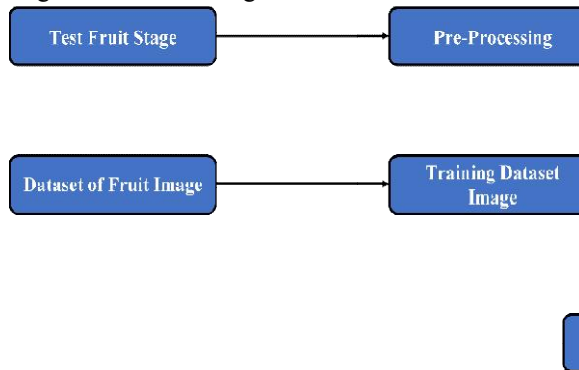 Test Fruit Stage
Pre-Processing
Dataset of Fruit Image
Training Dataset
Image